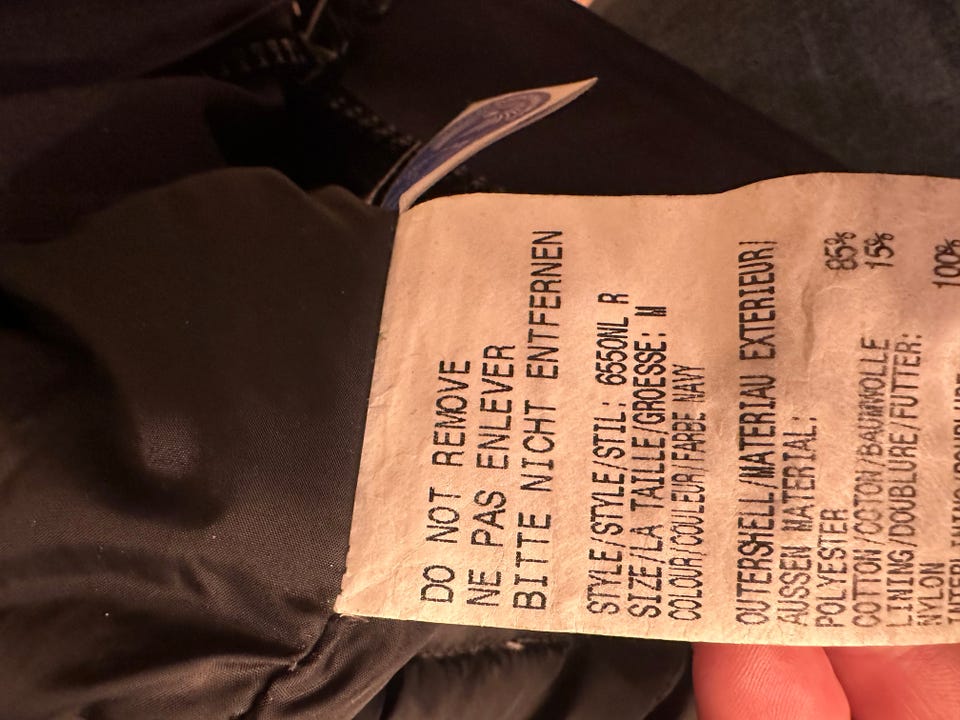 DO NOT REMOVE
NE PAS ENLEVER
BITTE NICHT ENTFERNEN
STYLE/STYLE/STIL: 6550NL R
SIZE/LA TAILLE/GROESSE: M
COLOUR/COULEUR/FARBE NAVY
OUTERSHELL/MATERIAU EXTERIEUR/
AUSSEN MATERIAL:
POLYESTER 85%
COTTON/COTON/BAUMWOLLE 15%
LINING/DOUBLURE/FUTTER:
NYLON 100%